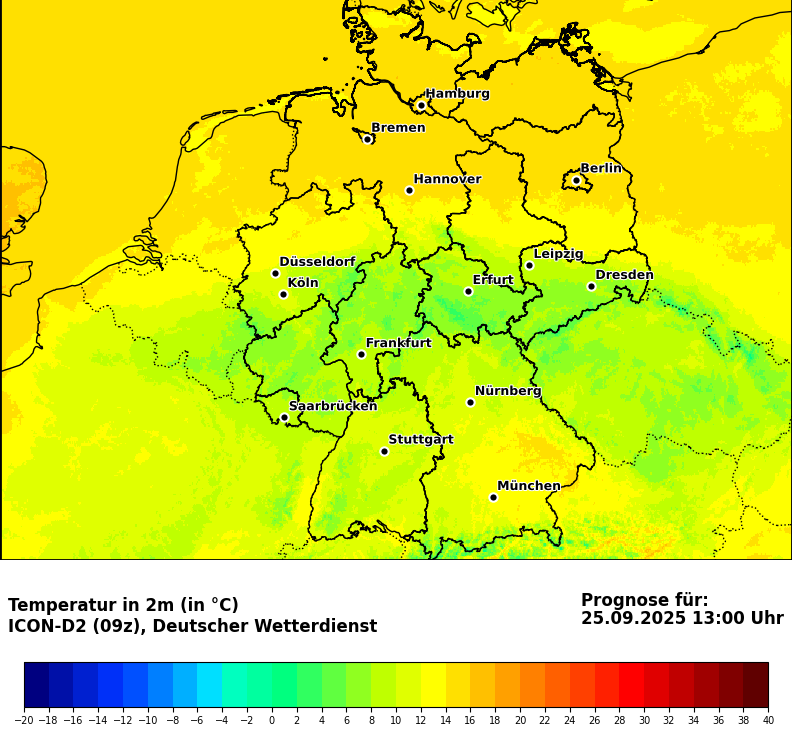 Hamburg
Bremen
Berlin
Hannover
Düsseldorf
Leipzig
Köln
Erfurt
Dresden
Frankfurt
Nürnberg
Saarbrücken
Stuttgart
München
Temperatur in 2m (in °C)
ICON-D2 (09z), Deutscher Wetterdienst
Prognose für:
25.09.2025 13:00 Uhr
−20 −18 −16 −14 −12 −10 −8 −6 −4 −2 0 2 4 6 8 10 12 14 16 18 20 22 24 26 28 30 32 34 36 38 40